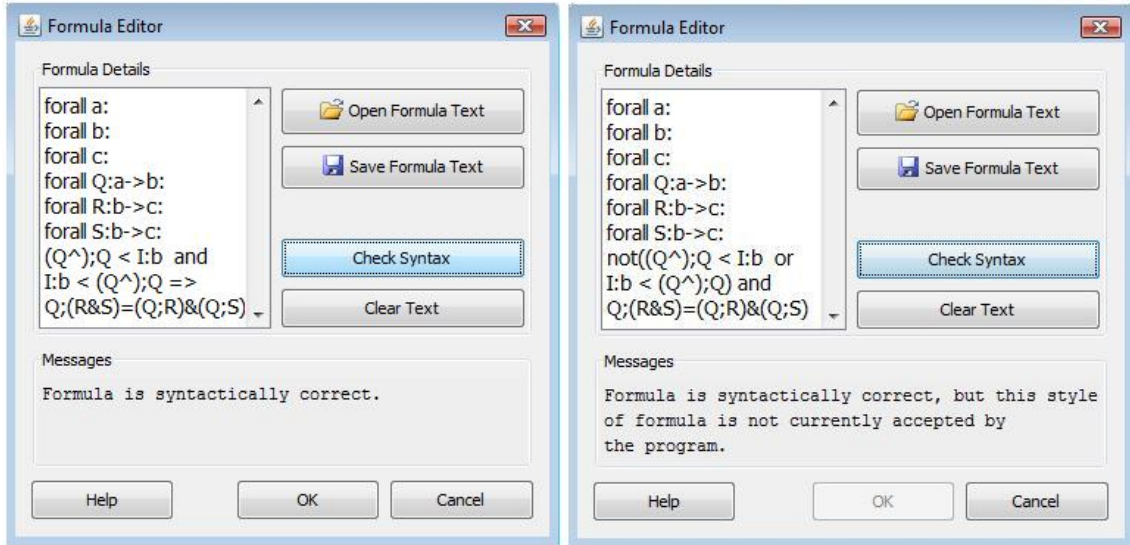 Formula Editor
Formula Details
forall a:
forall b:
forall c:
forall Q:a->b:
forall R:b->c:
forall S:b->c:
(Q^);Q < I:b  and
I:b < (Q^);Q =>
Q;(R&S)=(Q;R)&(Q;S)
Open Formula Text
Save Formula Text
Check Syntax
Clear Text
Messages
Formula is syntactically correct.
Help
OK
Cancel
Formula Editor
Formula Details
forall a:
forall b:
forall c:
forall Q:a->b:
forall R:b->c:
forall S:b->c:
not((Q^);Q < I:b  or
I:b < (Q^);Q) and
Q;(R&S)=(Q;R)&(Q;S)
Open Formula Text
Save Formula Text
Check Syntax
Clear Text
Messages
Formula is syntactically correct, but this style
of formula is not currently accepted by
the program.
Help
OK
Cancel